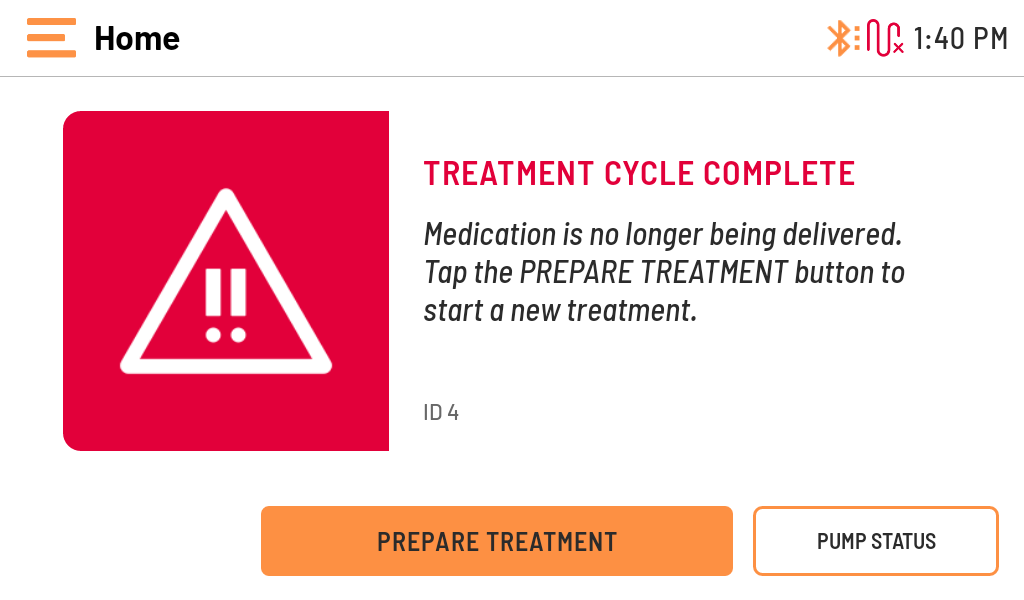 Home
1:40 PM
TREATMENT CYCLE COMPLETE
Medication is no longer being delivered.
Tap the PREPARE TREATMENT button to
start a new treatment.
ID 4
PREPARE TREATMENT
PUMP STATUS